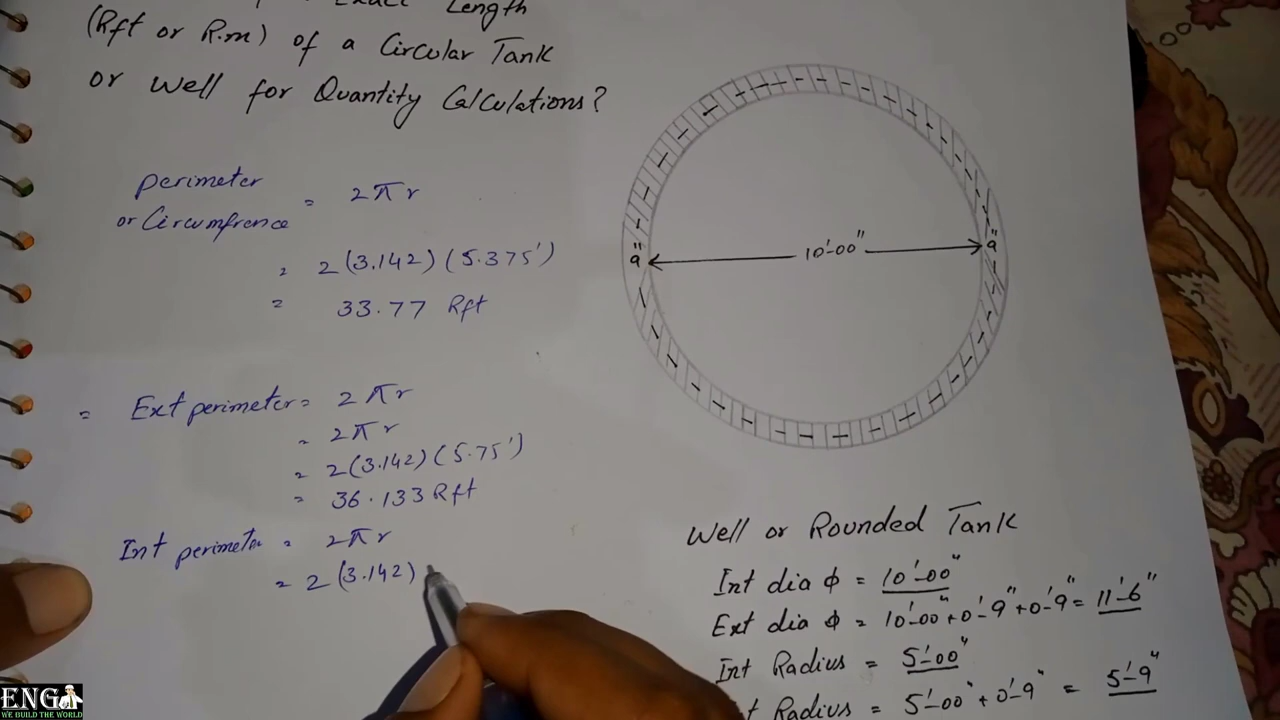 Length
(Rft or R.m) of a Circular Tank
or Well for Quantity Calculations?
perimeter
or Circumfrence = 2πr
= 2(3.142)(5.375')
= 33.77 Rft
= Ext perimeter = 2πr
= 2πr
= 2(3.142)(5.75')
= 36.133 Rft
Int perimeter = 2πr
= 2(3.142)
9"
10'-00"
9"
Well or Rounded Tank
Int dia ϕ = 10'-00"
Ext dia ϕ = 10'-00"+0'-9"+0'-9" = 11'-6"
Int Radius = 5'-00"
Radius = 5'-00"+0'-9" = 5'-9"
ENG
WE BUILD THE WORLD